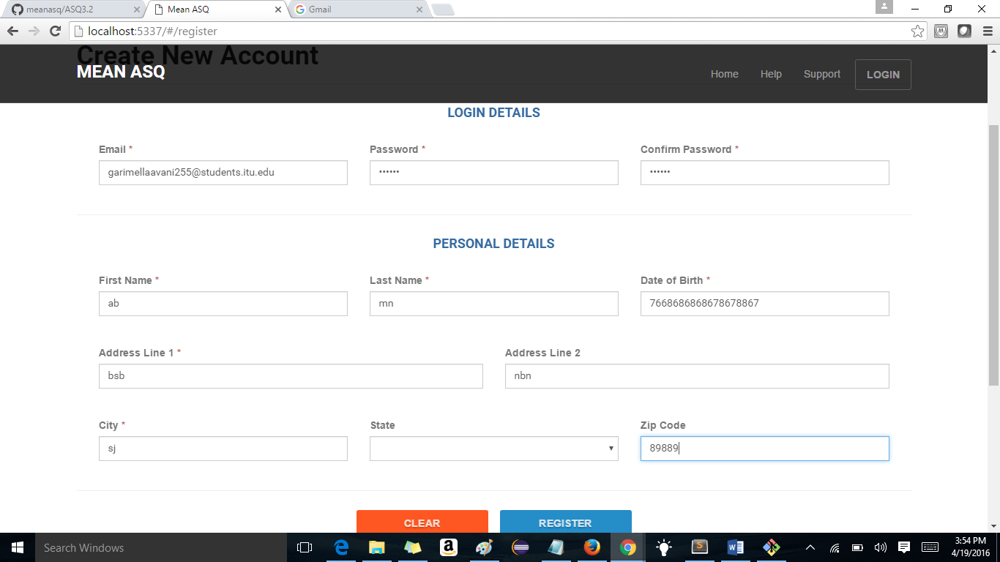 meanasq/ASQ3.2 Mean ASQ Gmail
localhost:5337/#/register
Create New Account
MEAN ASQ
Home Help Support LOGIN
LOGIN DETAILS
Email * Password * Confirm Password *
garimellaavani255@students.itu.edu •••••• ••••••
PERSONAL DETAILS
First Name * Last Name * Date of Birth *
ab mn 7668686868678678867
Address Line 1 * Address Line 2
bsb nbn
City * State Zip Code
sj 89889
CLEAR REGISTER
Search Windows
3:54 PM
4/19/2016